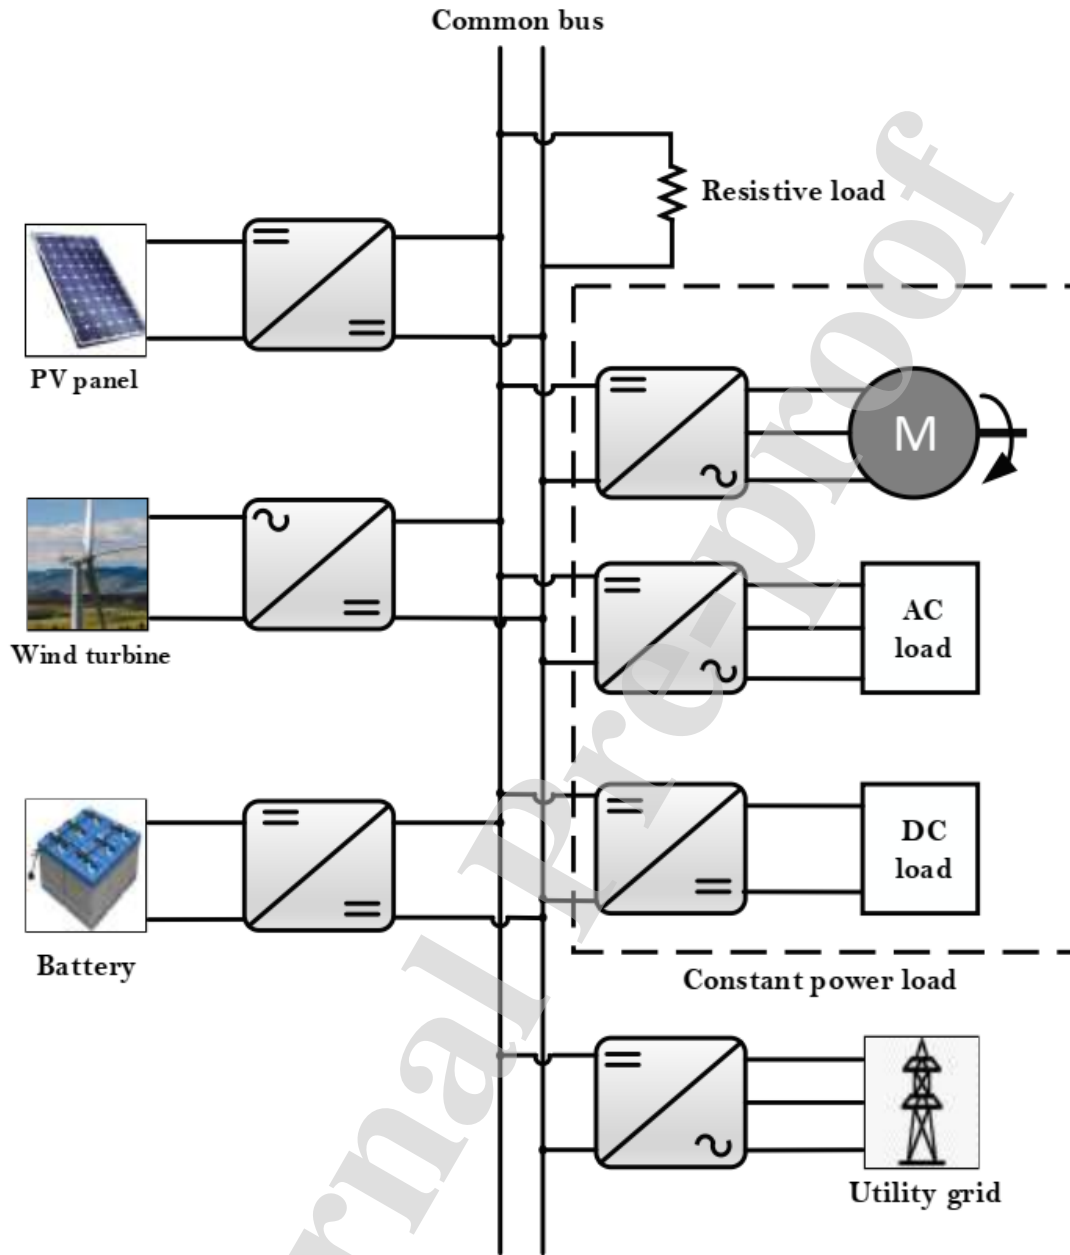 Common bus
Resistive load
PV panel
M
Wind turbine
AC
load
Battery
DC
load
Constant power load
Utility grid
rnal Pre-proof